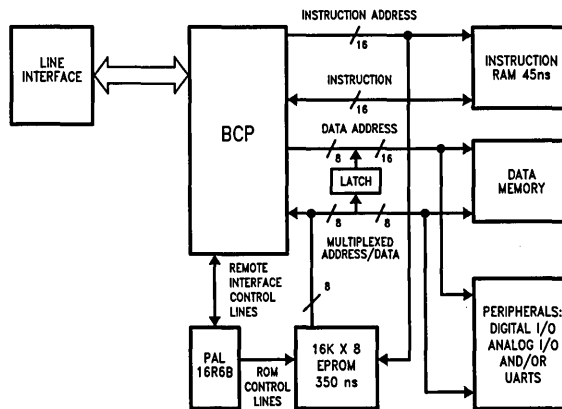 INSTRUCTION ADDRESS
16
LINE
INTERFACE
BCP
INSTRUCTION
RAM 45ns
INSTRUCTION
16
DATA ADDRESS
8
16
LATCH
DATA
MEMORY
8
8
MULTIPLEXED
ADDRESS/DATA
REMOTE
INTERFACE
CONTROL
LINES
8
PERIPHERALS:
DIGITAL I/O
ANALOG I/O
AND/OR
UARTS
PAL
16R6B
ROM
CONTROL
LINES
16K X 8
EPROM
350 ns